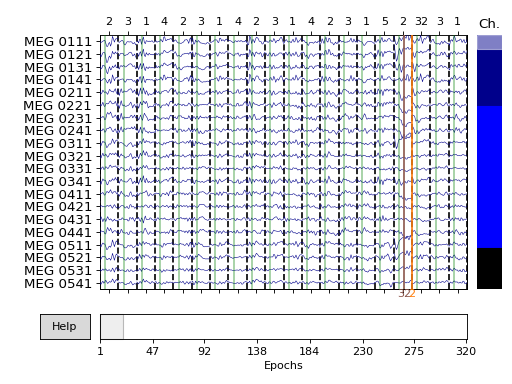 2 3 1 4 2 3 1 4 2 3 1 4 2 3 1 5 2 32 3 1 Ch.
MEG 0111
MEG 0121
MEG 0131
MEG 0141
MEG 0211
MEG 0221
MEG 0231
MEG 0241
MEG 0311
MEG 0321
MEG 0331
MEG 0341
MEG 0411
MEG 0421
MEG 0431
MEG 0441
MEG 0511
MEG 0521
MEG 0531
MEG 0541
Help
1 47 92 138 184 230 275 320
Epochs